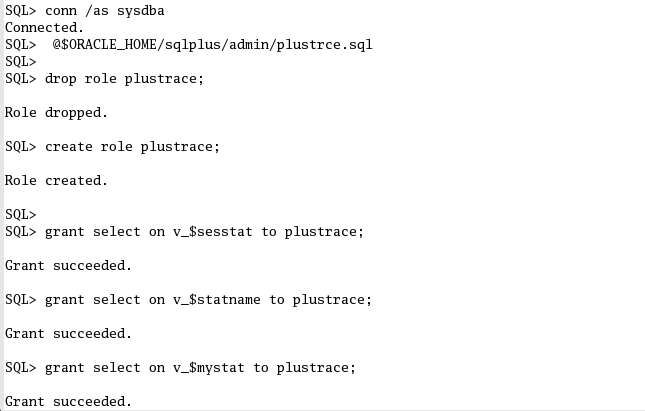 SQL> conn /as sysdba
Connected.
SQL>  @$ORACLE_HOME/sqlplus/admin/plustrce.sql
SQL>
SQL> drop role plustrace;
Role dropped.
SQL> create role plustrace;
Role created.
SQL>
SQL> grant select on v_$sesstat to plustrace;
Grant succeeded.
SQL> grant select on v_$statname to plustrace;
Grant succeeded.
SQL> grant select on v_$mystat to plustrace;
Grant succeeded.